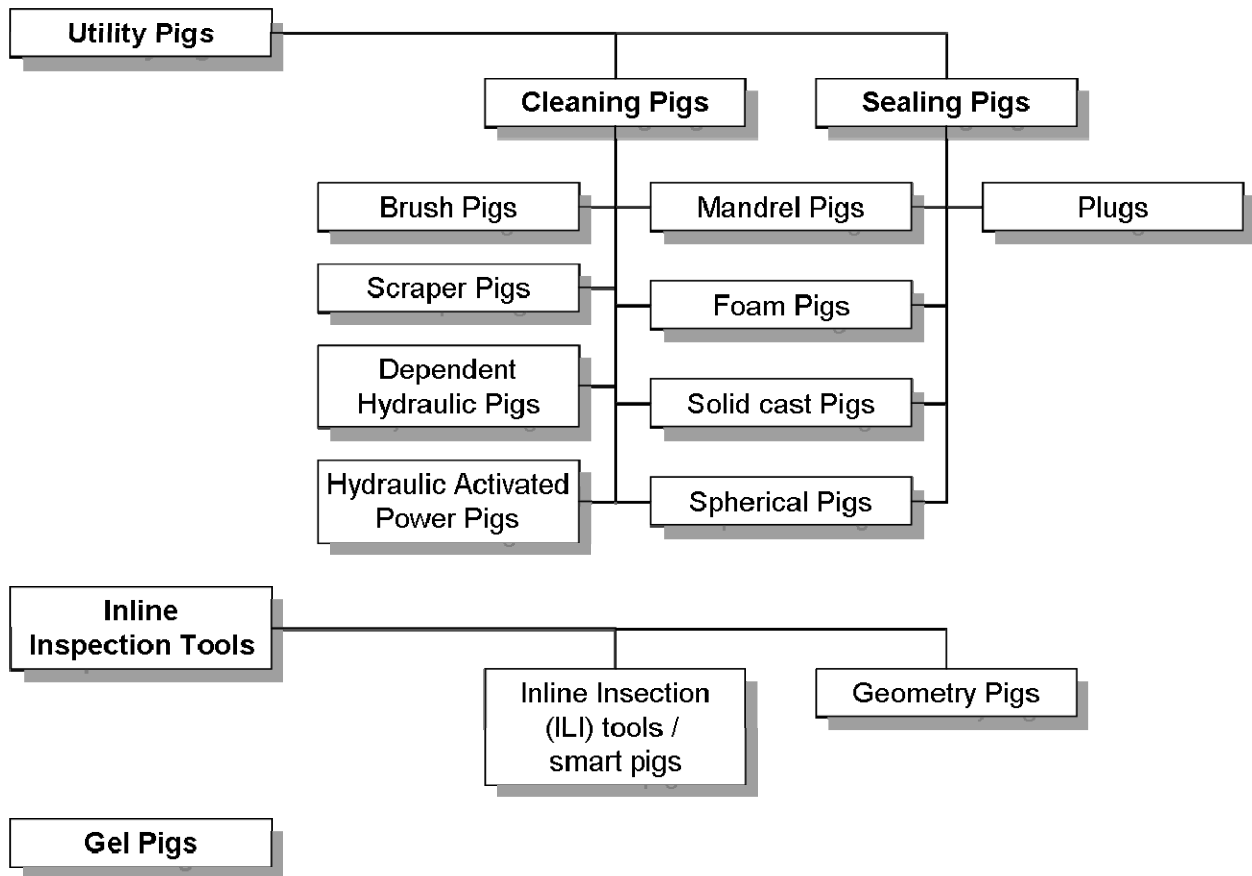 Utility Pigs
Cleaning Pigs
Sealing Pigs
Brush Pigs
Mandrel Pigs
Plugs
Scraper Pigs
Foam Pigs
Dependent
Hydraulic Pigs
Solid cast Pigs
Hydraulic Activated
Power Pigs
Spherical Pigs
Inline
Inspection Tools
Inline Insection
(ILI) tools /
smart pigs
Geometry Pigs
Gel Pigs